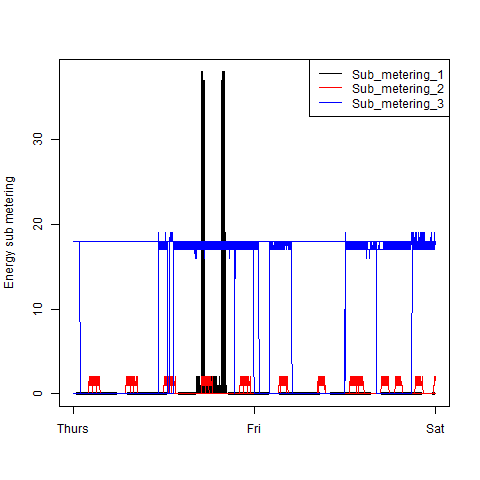 Sub_metering_1
Sub_metering_2
Sub_metering_3
Energy sub metering
30
20
10
0
Thurs Fri Sat